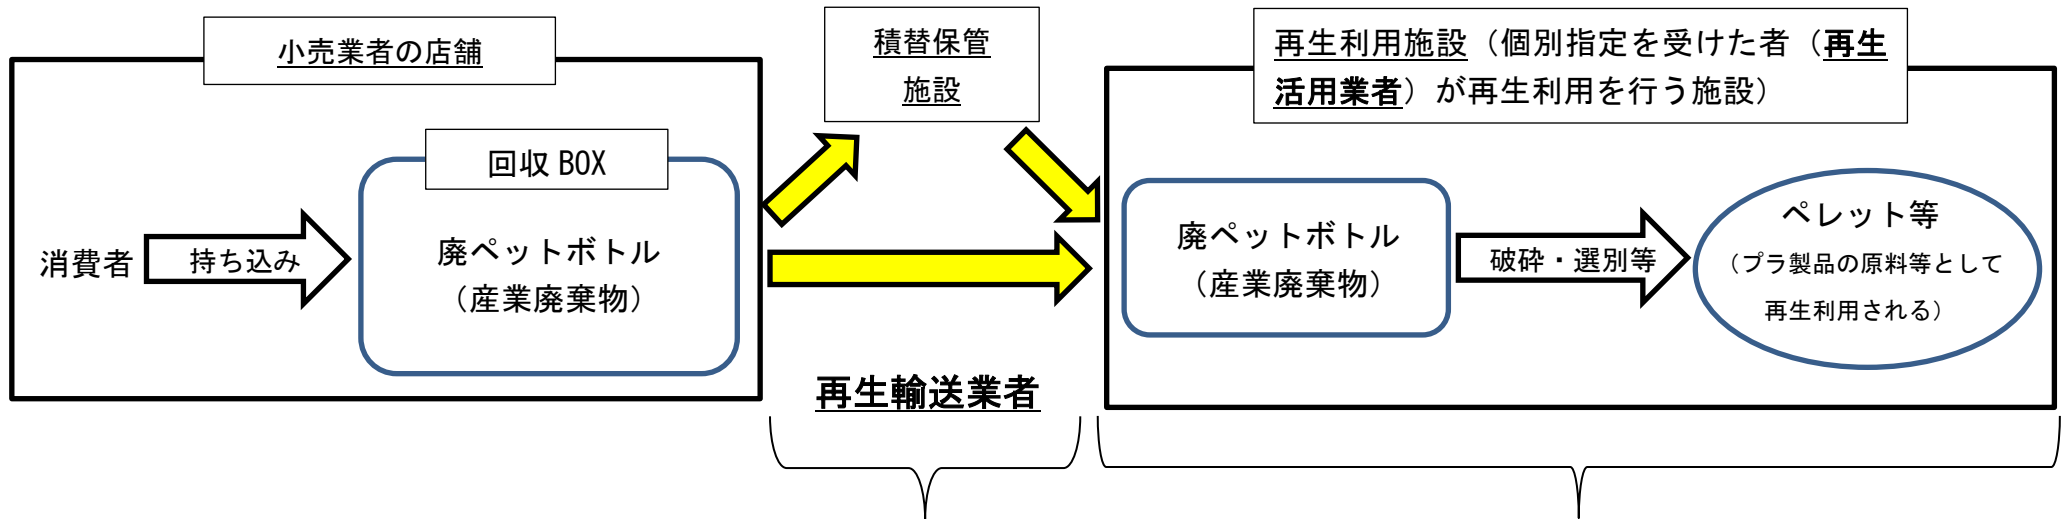 小売業者の店舗
回収 BOX
消費者
持ち込み
廃ペットボトル
（産業廃棄物）
積替保管
施設
再生輸送業者
再生利用施設（個別指定を受けた者（再生
活用業者）が再生利用を行う施設）
廃ペットボトル
（産業廃棄物）
破砕・選別等
ペレット等
（プラ製品の原料等として
再生利用される）